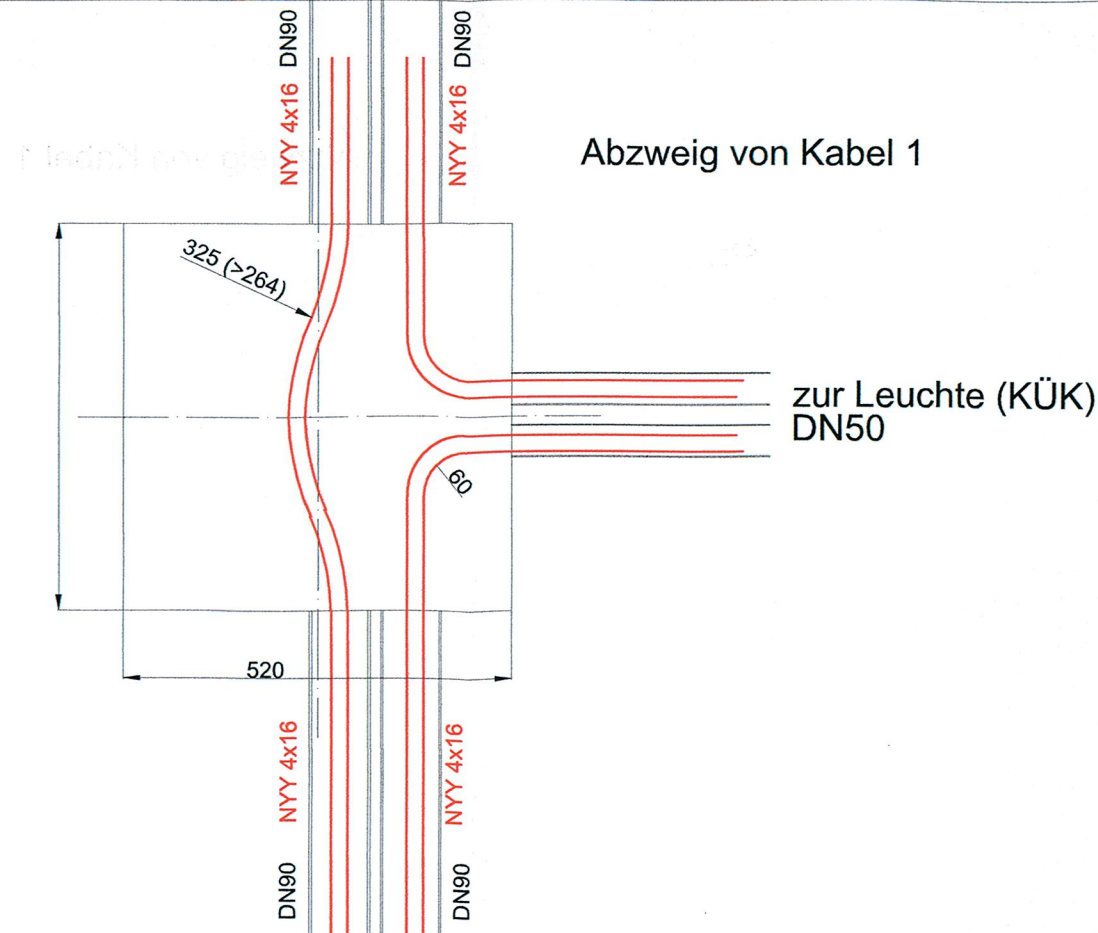 DN90
NYY 4x16
DN90
NYY 4x16
Abzweig von Kabel 1
325 (>264)
zur Leuchte (KÜK)
DN50
60
520
NYY 4x16
DN90
NYY 4x16
DN90